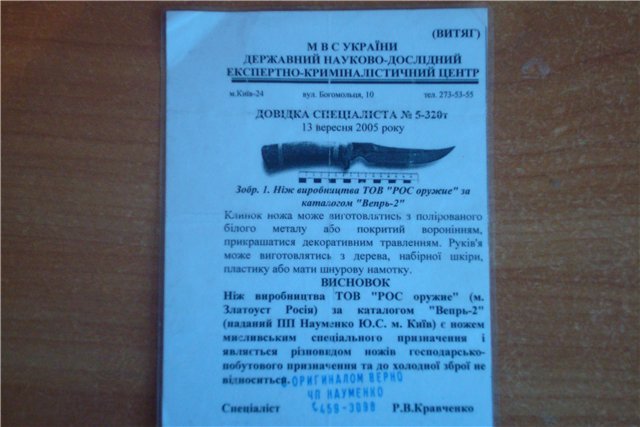 (ВИТЯГ)
М В С УКРАЇНИ
ДЕРЖАВНИЙ НАУКОВО-ДОСЛІДНИЙ
ЕКСПЕРТНО-КРИМІНАЛІСТИЧНИЙ ЦЕНТР
м.Київ-24 вул. Богомольця, 10 тел. 273-53-55
ДОВІДКА СПЕЦІАЛІСТА № 5-320т
13 вересня 2005 року
Зобр. 1. Ніж виробництва ТОВ "РОС оружие" за
каталогом "Вепрь-2"
Клинок ножа може виготовлятись з полірованого
білого металу або покритий воронінням,
прикрашатися декоративним травленням. Руків'я
може виготовлятись з дерева, набірної шкіри,
пластику або мати шнурову намотку.
ВИСНОВОК
Ніж виробництва ТОВ "РОС оружие" (м.
Златоуст Росія) за каталогом "Вепрь-2"
(наданий ПП Науменко Ю.С. м. Київ) є ножем
мисливським спеціального призначення і
являється різновидом ножів господарсько-
побутового призначення та до холодної зброї не
відноситься.
С ОРИГИНАЛОМ ВЕРНО
ЧП НАУМЕНКО
459-3098
Спеціаліст Р.В.Кравченко